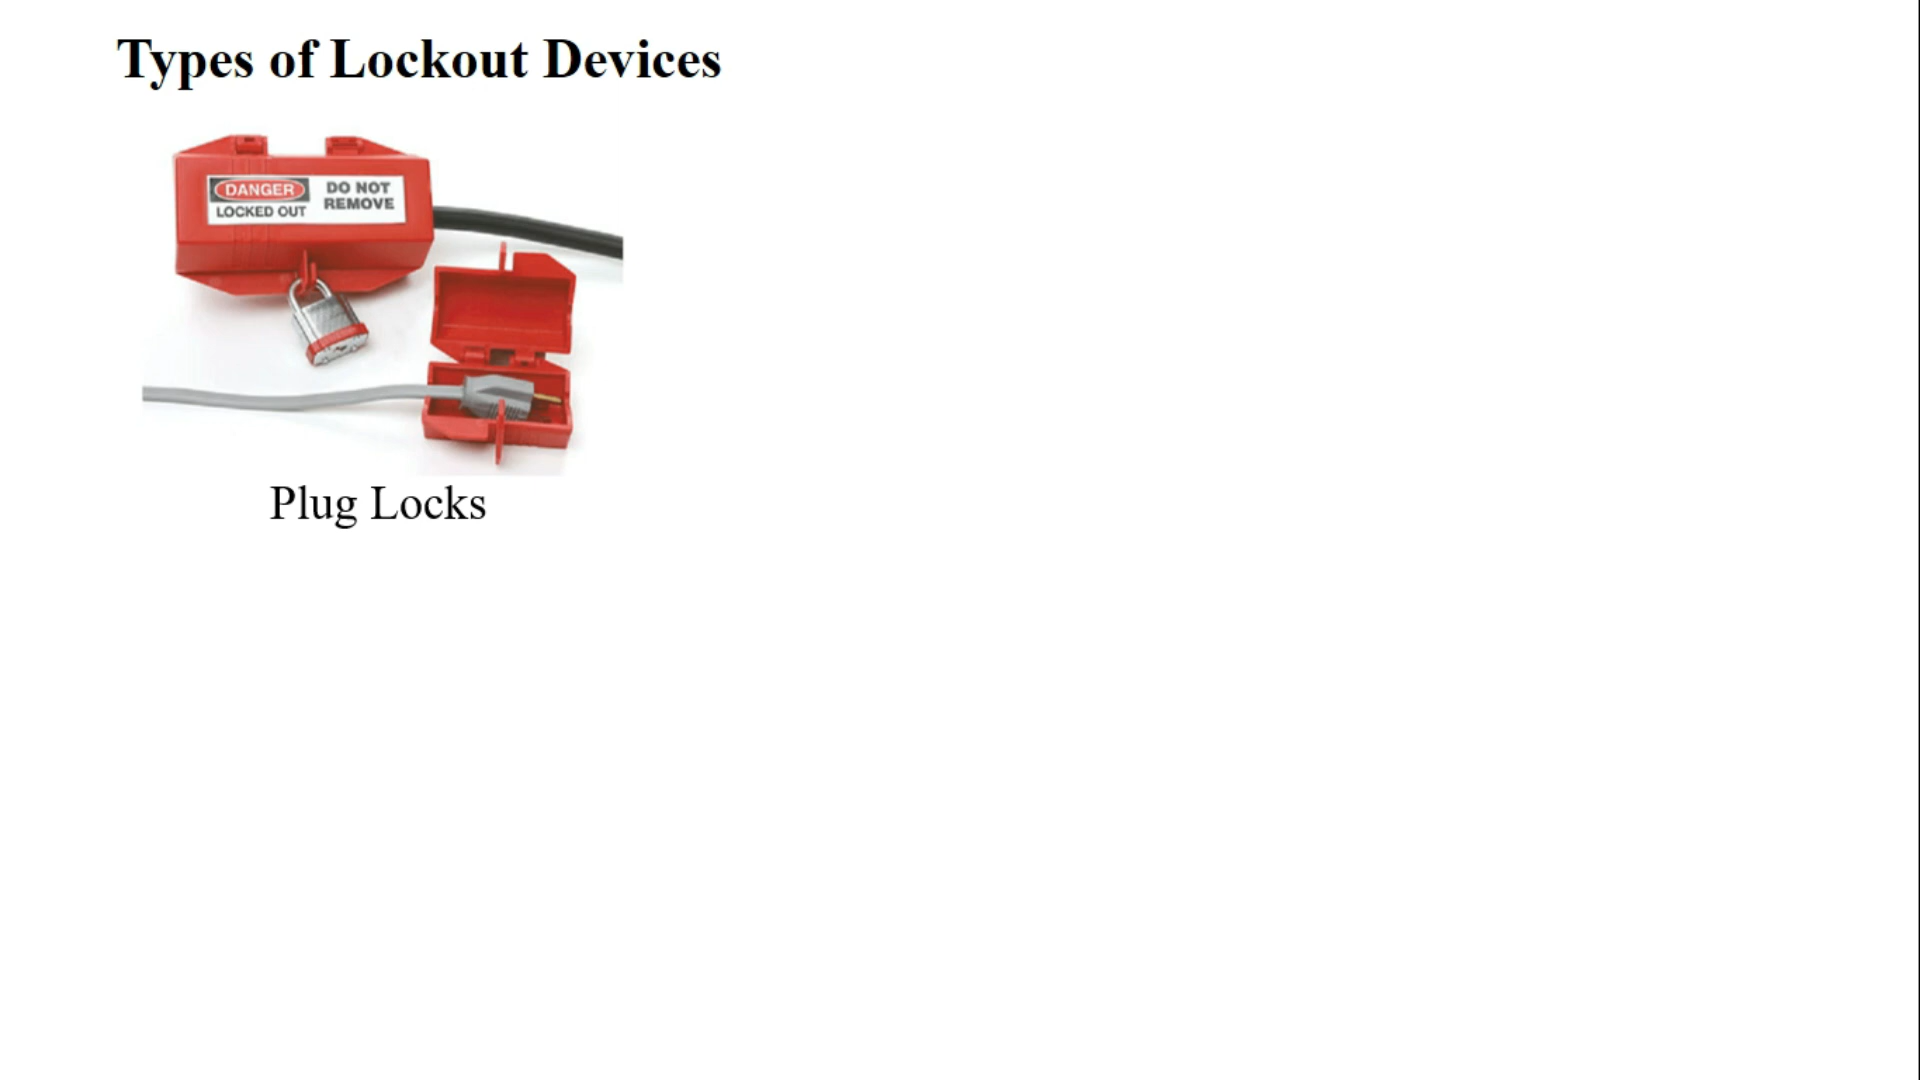 Types of Lockout Devices
DANGER
LOCKED OUT
DO NOT
REMOVE
Plug Locks